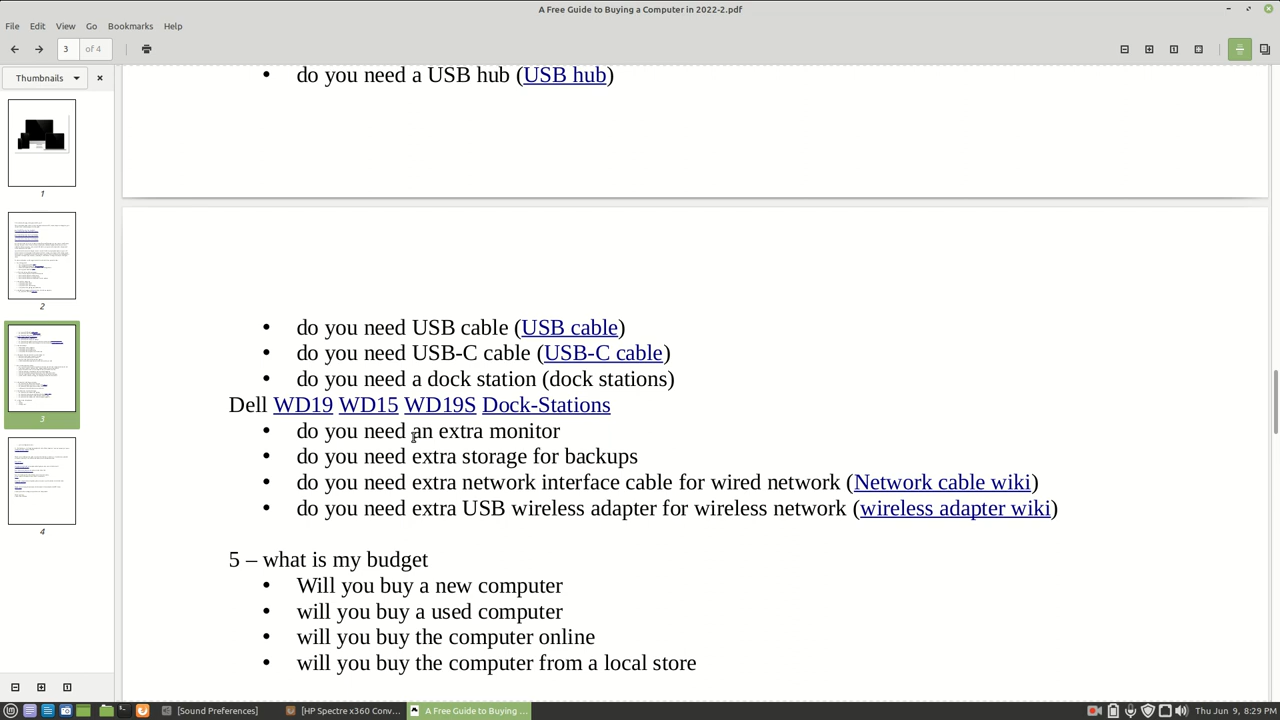 A Free Guide to Buying a Computer in 2022-2.pdf
File Edit View Go Bookmarks Help
3 of 4
Thumbnails
1
2
3
4
• do you need a USB hub (USB hub)
• do you need USB cable (USB cable)
• do you need USB-C cable (USB-C cable)
• do you need a dock station (dock stations)
Dell WD19 WD15 WD19S Dock-Stations
• do you need an extra monitor
• do you need extra storage for backups
• do you need extra network interface cable for wired network (Network cable wiki)
• do you need extra USB wireless adapter for wireless network (wireless adapter wiki)
5 – what is my budget
• Will you buy a new computer
• will you buy a used computer
• will you buy the computer online
• will you buy the computer from a local store
[Sound Preferences] [HP Spectre x360 Conv... A Free Guide to Buying ... Thu Jun 9, 8:29 PM